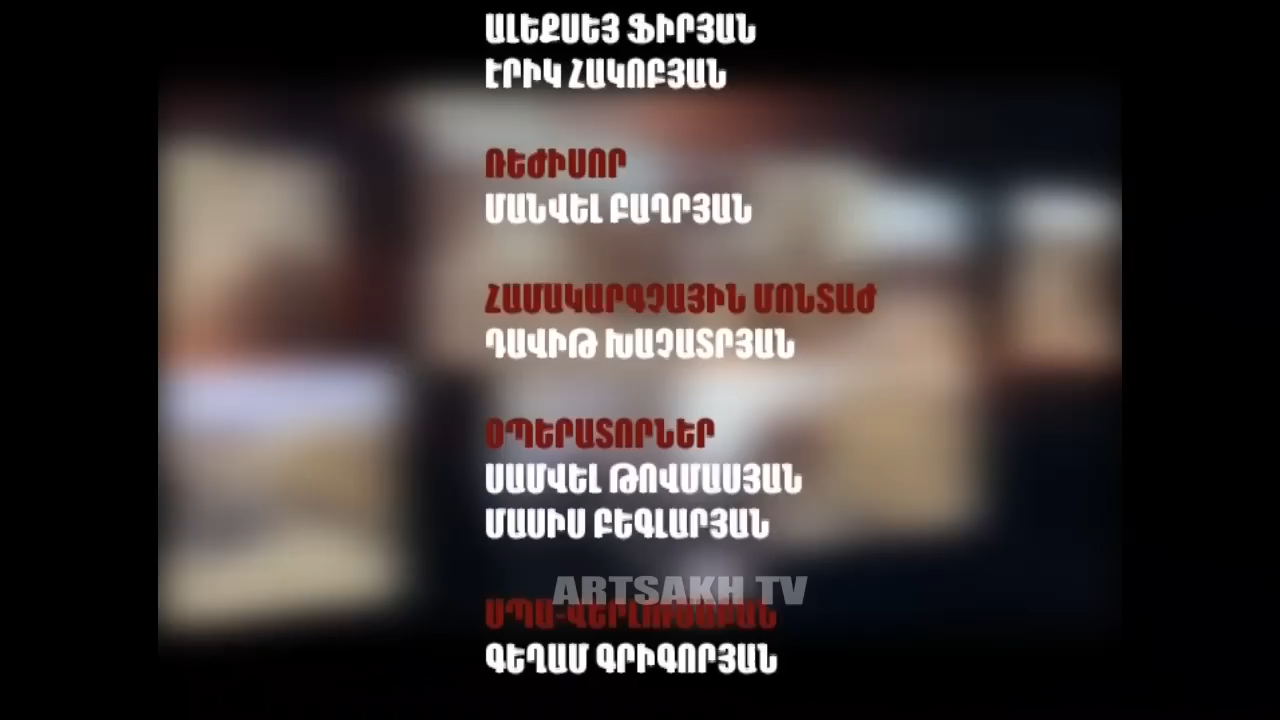 ԱԼԵՔՍԵՅ ՖԻՐՅԱՆ
ԷՐԻԿ ՀԱԿՈԲՅԱՆ
ՌԵԺԻՍՈՐ
ՄԱՆՎԵԼ ԲԱՂՐՅԱՆ
ՀԱՄԱԿԱՐԳՉԱՅԻՆ ՄՈՆՏԱԺ
ԴԱՎԻԹ ԽԱՉԱՏՐՅԱՆ
ՕՊԵՐԱՏՈՐՆԵՐ
ՍԱՄՎԵԼ ԹՈՎՄԱՍՅԱՆ
ՄԱՍԻՍ ԲԵԳԼԱՐՅԱՆ
ARTSAKH TV
ԳԵՂԱՄ ԳՐԻԳՈՐՅԱՆ